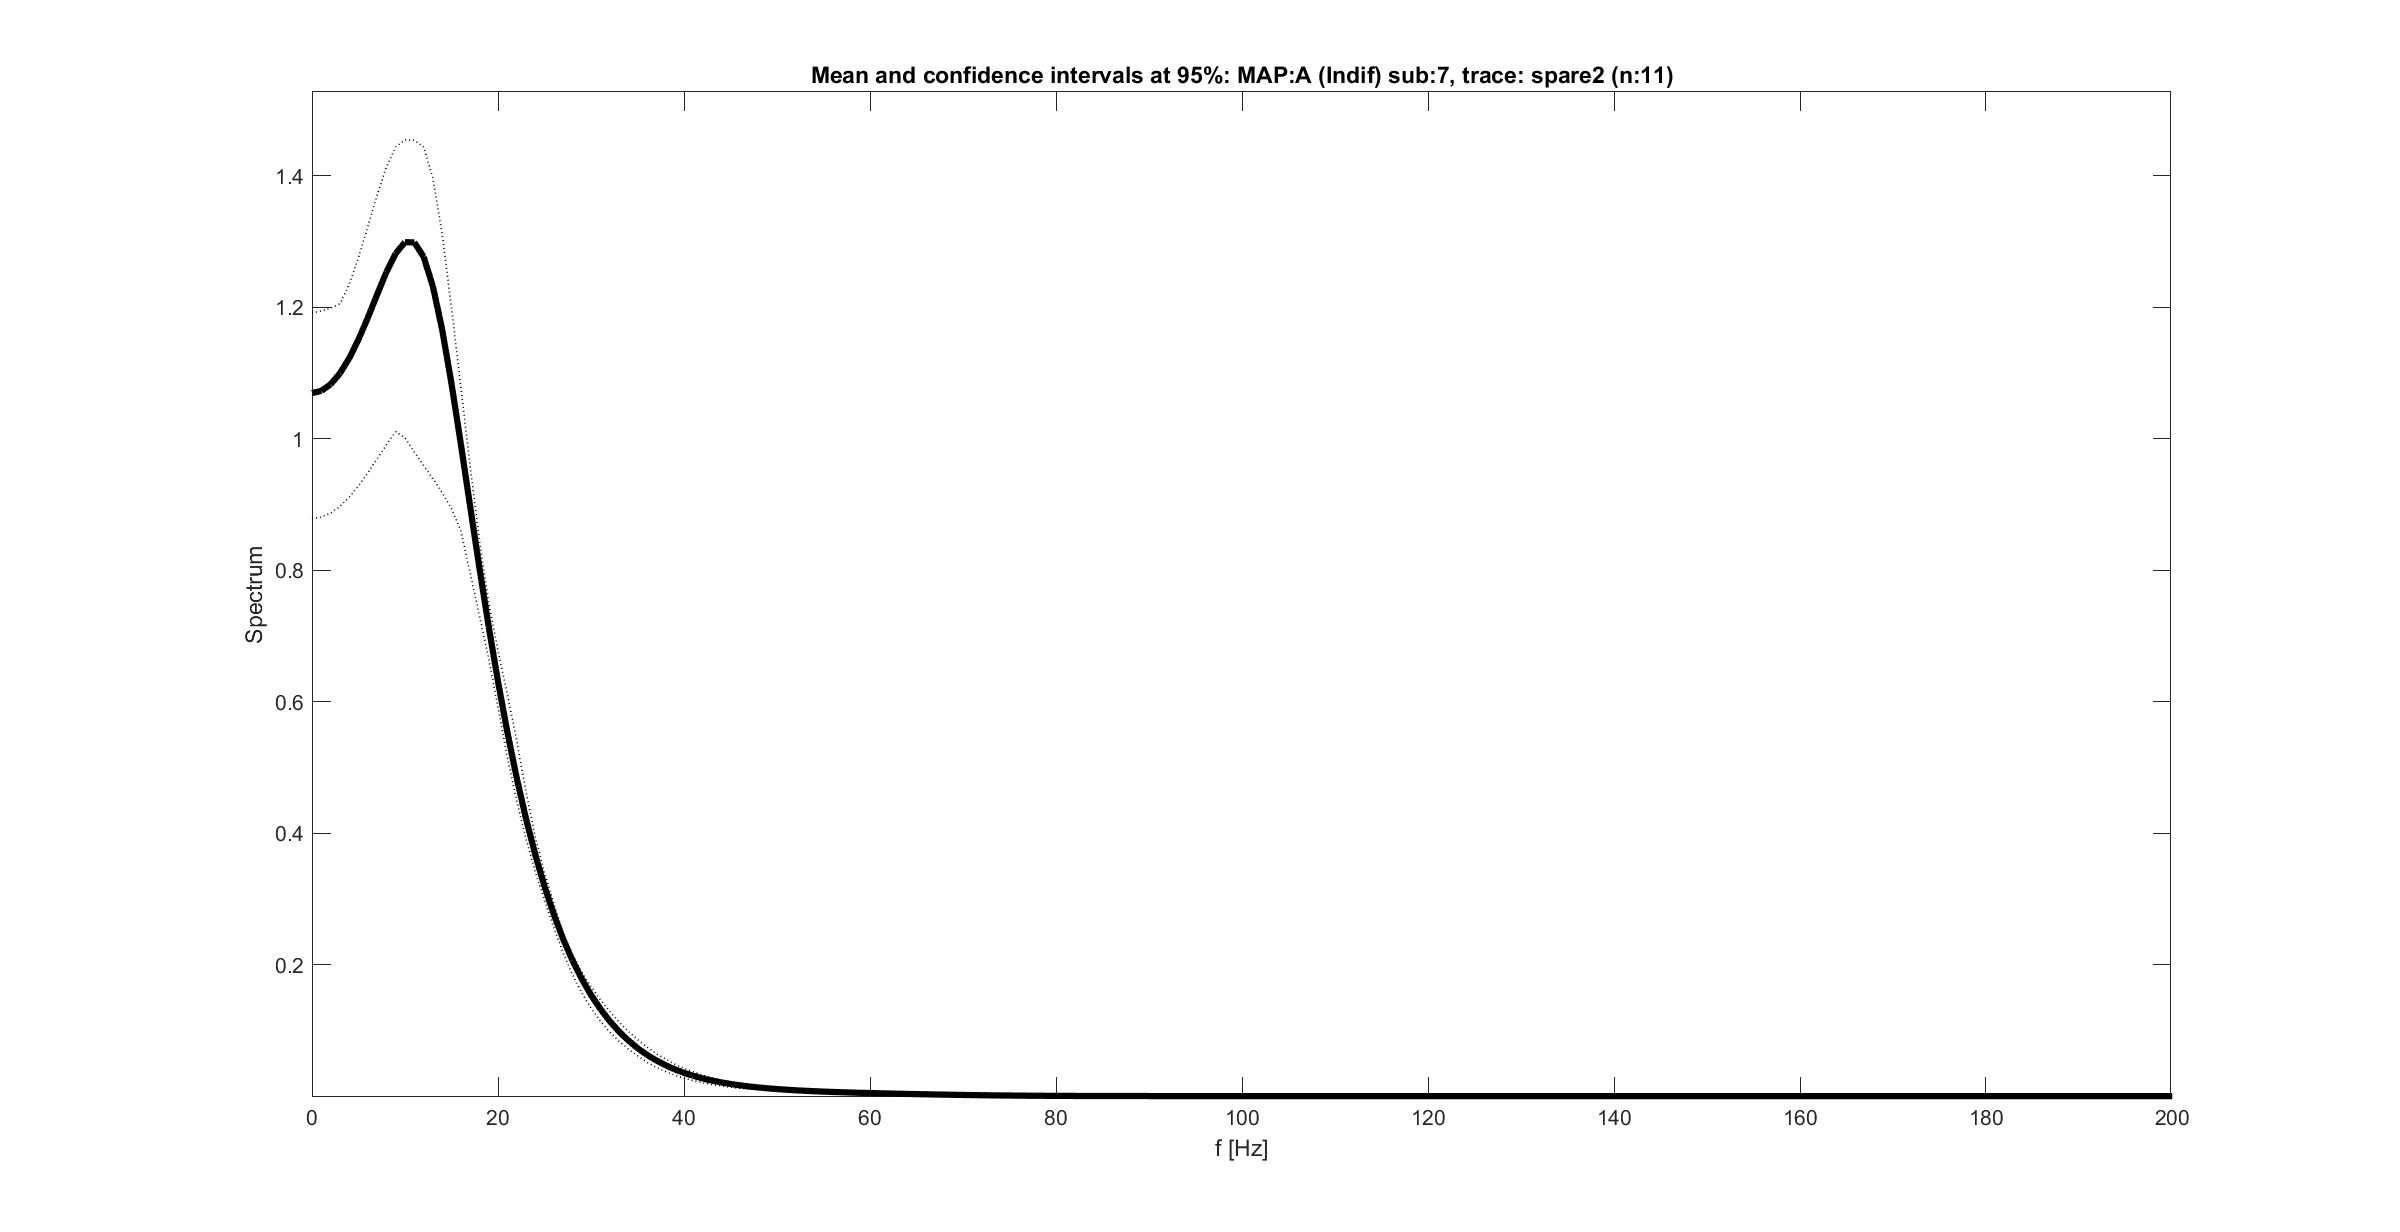 Mean and confidence intervals at 95%: MAP:A (Indif) sub:7, trace: spare2 (n:11)
1.4
1.2
1
0.8
0.6
0.4
0.2
Spectrum
0 20 40 60 80 100 120 140 160 180 200
f [Hz]